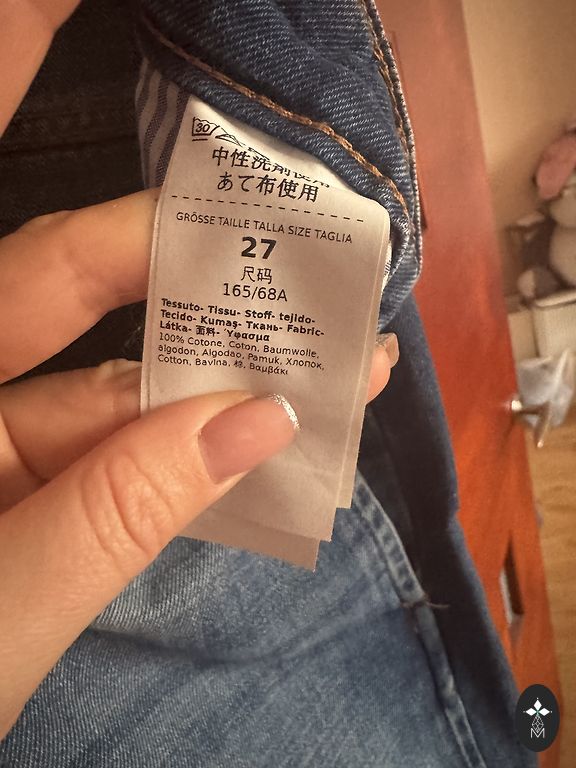 30
中性洗剤使用
あて布使用
GRÖSSE TAILLE TALLA SIZE TAGLIA
27
尺码
165/68A
Tessuto- Tissu- Stoff- tejido-
Tecido- Kumaş- Ткань- Fabric-
Látka- 面料- Ύφασμα
100% Cotone, Coton, Baumwolle,
algodon, Algodao, Pamuk, Хлопок,
Cotton, Bavlna, 棉, Βαμβάκι
M